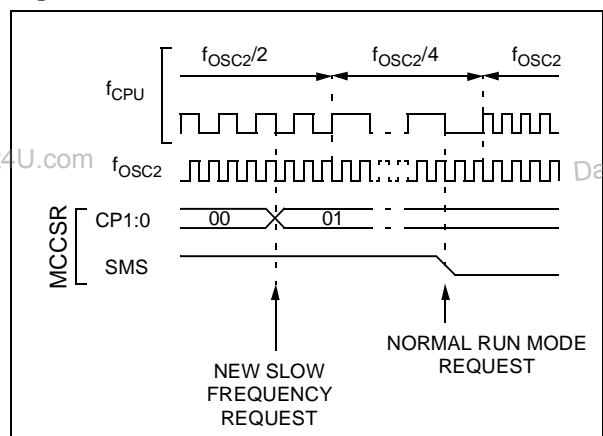 fOSC2/2 fOSC2/4 fOSC2
fCPU
4U.com
fOSC2
Da
MCCSR
CP1:0 00 01
SMS
NEW SLOW
FREQUENCY
REQUEST
NORMAL RUN MODE
REQUEST